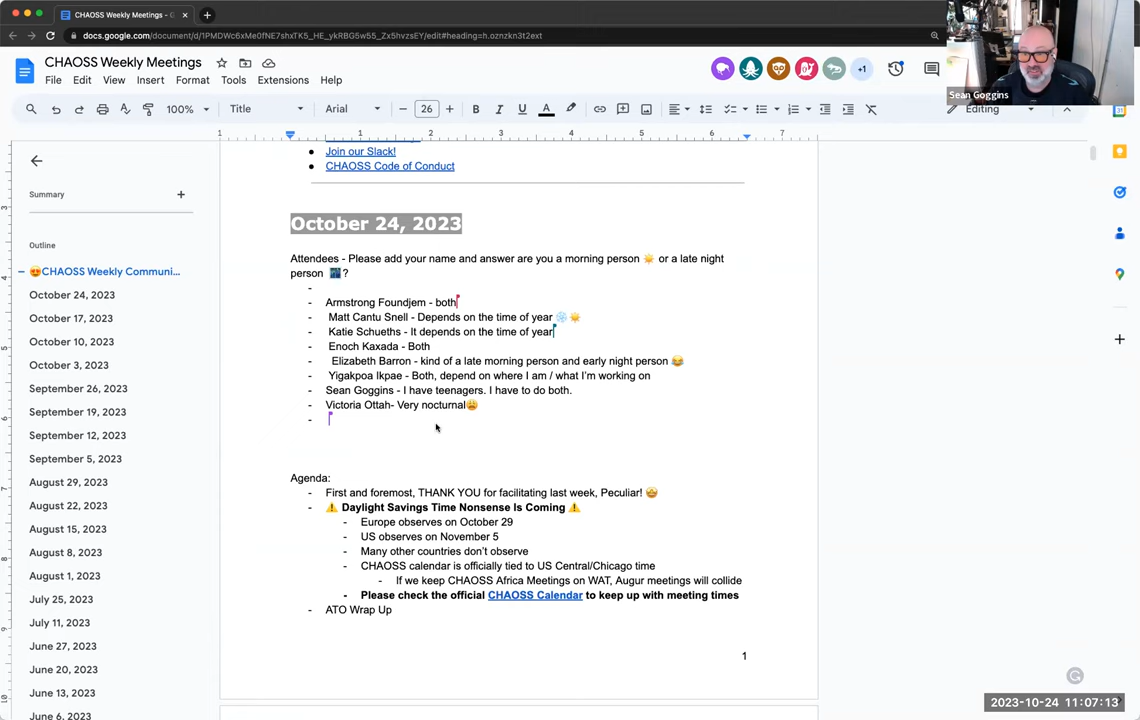 CHAOSS Weekly Meetings - G
docs.google.com/document/d/1PMDWc6xMe0fNE7shxTK5_HE_ykRBG5w55_Zx5hvzsEY/edit#heading=h.oznzkn3t2ext
CHAOSS Weekly Meetings
File Edit View Insert Format Tools Extensions Help
+1
Sean Goggins
100% Title Arial 26 B I U A Editing
1 1 2 3 4 5 6 7
Join our Slack!
CHAOSS Code of Conduct
Summary
Outline
😍CHAOSS Weekly Communi...
October 24, 2023
October 17, 2023
October 10, 2023
October 3, 2023
September 26, 2023
September 19, 2023
September 12, 2023
September 5, 2023
August 29, 2023
August 22, 2023
August 15, 2023
August 8, 2023
August 1, 2023
July 25, 2023
July 11, 2023
June 27, 2023
June 20, 2023
June 13, 2023
June 6, 2023
October 24, 2023
Attendees - Please add your name and answer are you a morning person ☀️ or a late night
person 🌃?
-
- Armstrong Foundjem - both
- Matt Cantu Snell - Depends on the time of year ❄️☀️
- Katie Schueths - It depends on the time of year
- Enoch Kaxada - Both
- Elizabeth Barron - kind of a late morning person and early night person 😂
- Yigakpoa Ikpae - Both, depend on where I am / what I'm working on
- Sean Goggins - I have teenagers. I have to do both.
- Victoria Ottah- Very nocturnal😩
-
Agenda:
- First and foremost, THANK YOU for facilitating last week, Peculiar! 🤩
- ⚠️ Daylight Savings Time Nonsense Is Coming ⚠️
- Europe observes on October 29
- US observes on November 5
- Many other countries don't observe
- CHAOSS calendar is officially tied to US Central/Chicago time
- If we keep CHAOSS Africa Meetings on WAT, Augur meetings will collide
- Please check the official CHAOSS Calendar to keep up with meeting times
- ATO Wrap Up
1
2023-10-24 11:07:13